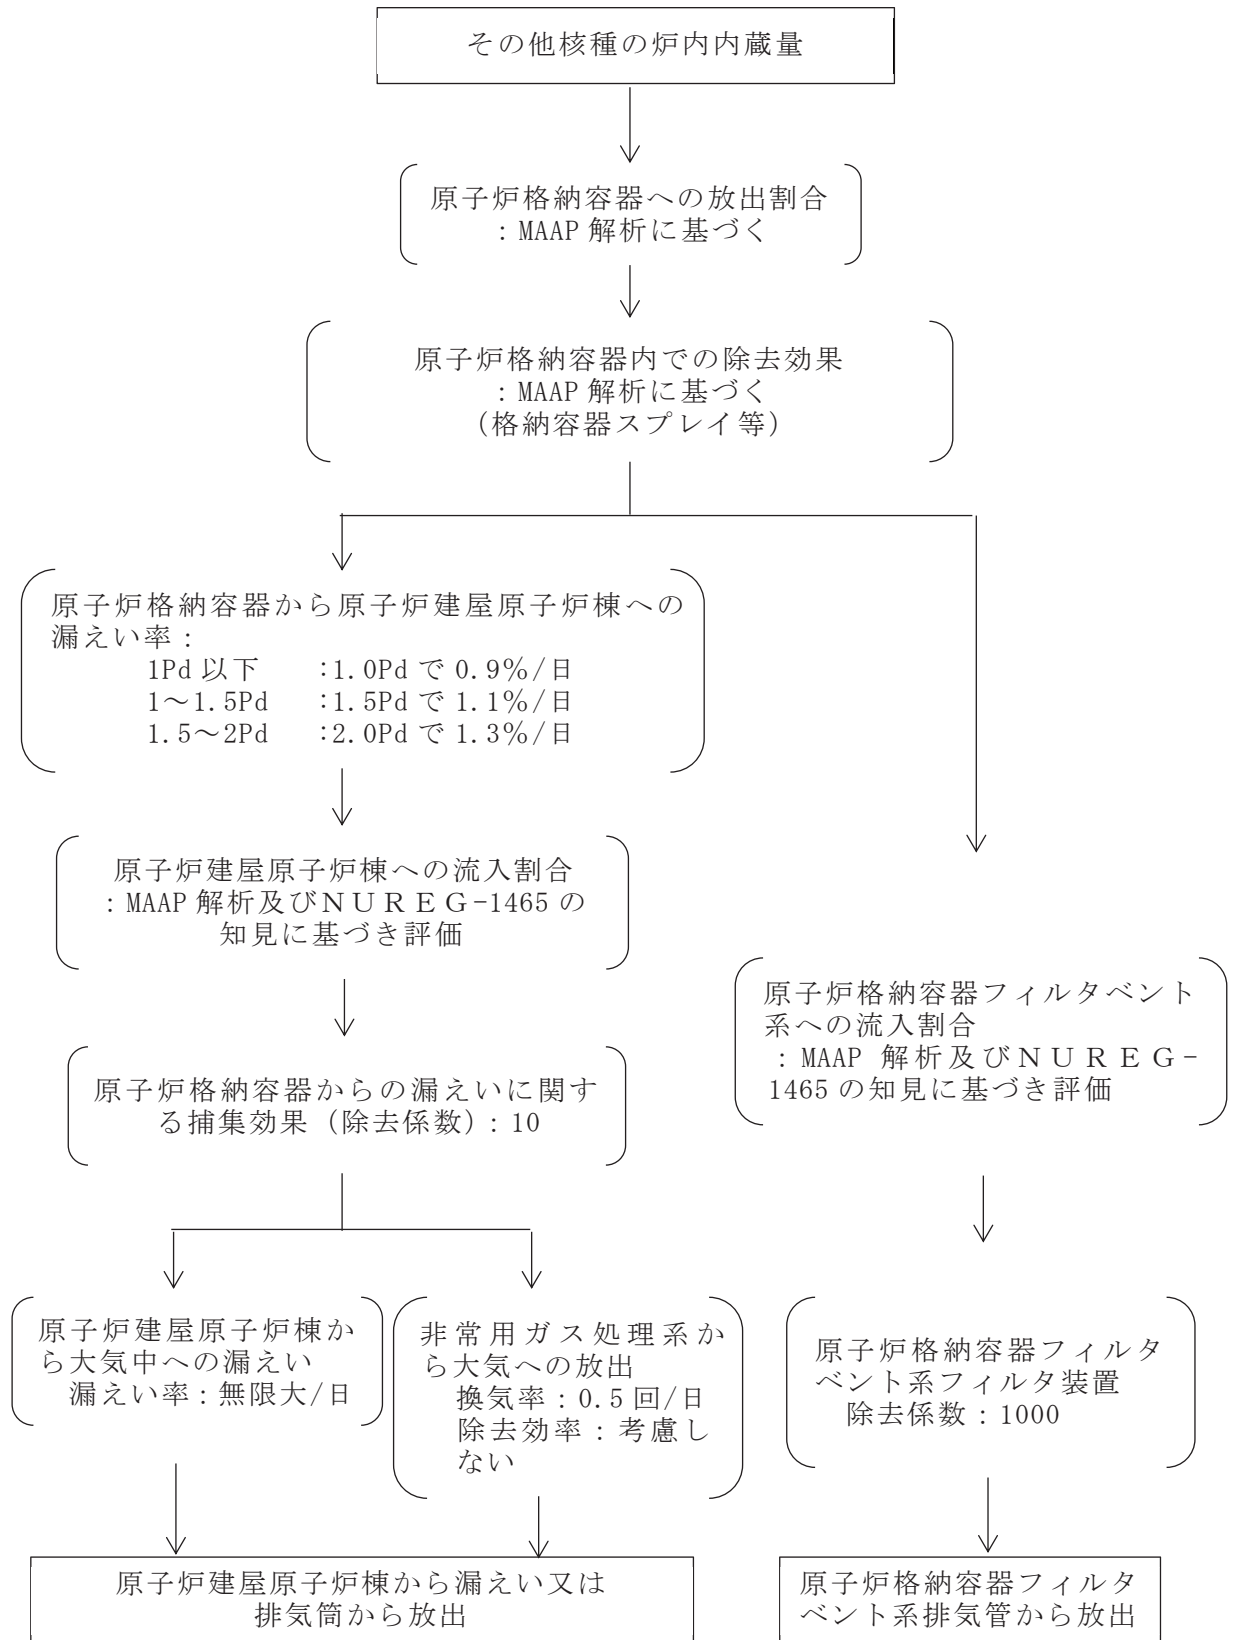 その他核種の炉内内蔵量
原子炉格納容器への放出割合
：MAAP 解析に基づく
原子炉格納容器内での除去効果
：MAAP 解析に基づく
（格納容器スプレイ等）
原子炉格納容器から原子炉建屋原子炉棟への
漏えい率：
1Pd 以下　：1.0Pd で 0.9％/日
1～1.5Pd　：1.5Pd で 1.1％/日
1.5～2Pd　：2.0Pd で 1.3％/日
原子炉建屋原子炉棟への流入割合
：MAAP 解析及びＮＵＲＥＧ-1465 の
知見に基づき評価
原子炉格納容器からの漏えいに関す
る捕集効果（除去係数）：10
原子炉建屋原子炉棟か
ら大気中への漏えい
漏えい率：無限大/日
非常用ガス処理系か
ら大気への放出
換気率：0.5 回/日
除去効率：考慮し
ない
原子炉建屋原子炉棟から漏えい又は
排気筒から放出
原子炉格納容器フィルタベント
系への流入割合
：MAAP 解析及びＮＵＲＥＧ-
1465 の知見に基づき評価
原子炉格納容器フィルタ
ベント系フィルタ装置
除去係数：1000
原子炉格納容器フィルタ
ベント系排気管から放出